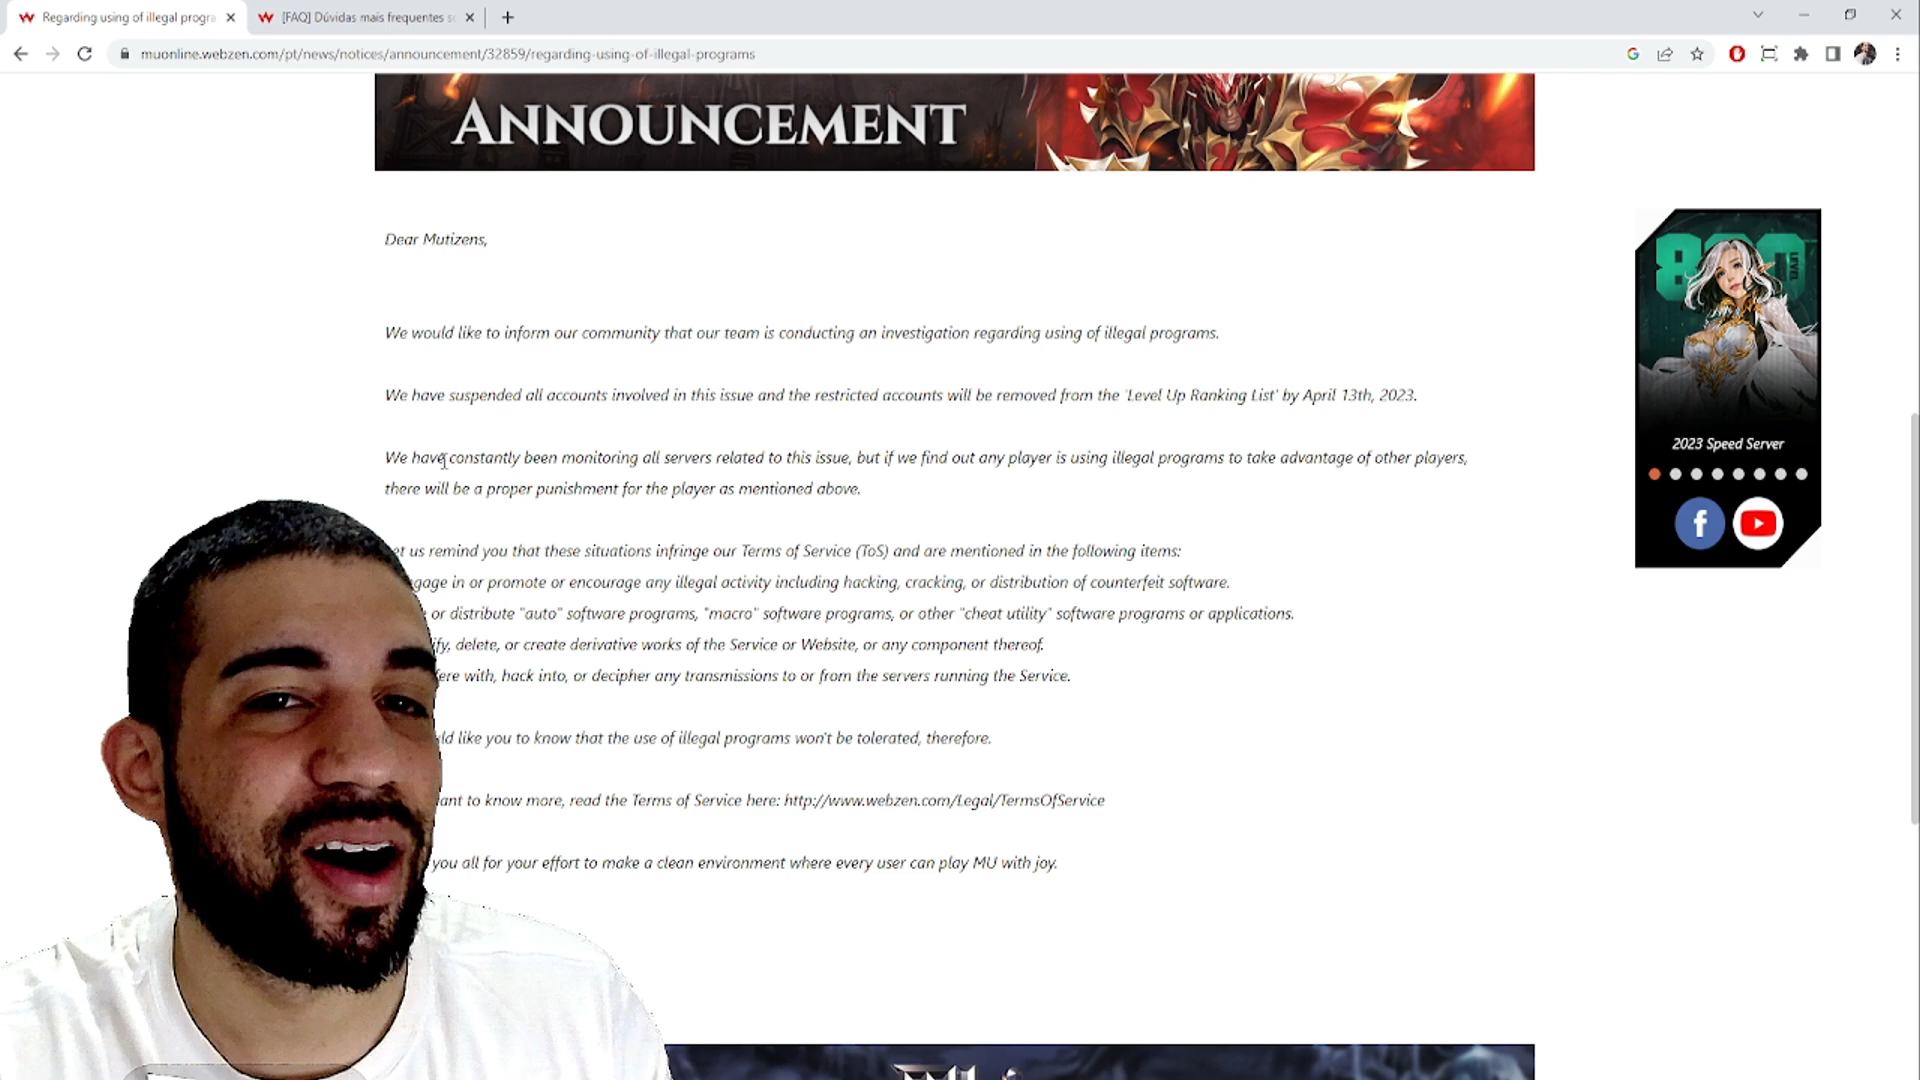 Regarding using of illegal progra
[FAQ] Dúvidas mais frequentes s
muonline.webzen.com/pt/news/notices/announcement/32859/regarding-using-of-illegal-programs
ANNOUNCEMENT
Dear Mutizens,
We would like to inform our community that our team is conducting an investigation regarding using of illegal programs.
We have suspended all accounts involved in this issue and the restricted accounts will be removed from the 'Level Up Ranking List' by April 13th, 2023.
We have constantly been monitoring all servers related to this issue, but if we find out any player is using illegal programs to take advantage of other players,
there will be a proper punishment for the player as mentioned above.
et us remind you that these situations infringe our Terms of Service (ToS) and are mentioned in the following items:
gage in or promote or encourage any illegal activity including hacking, cracking, or distribution of counterfeit software.
or distribute "auto" software programs, "macro" software programs, or other "cheat utility" software programs or applications.
ify, delete, or create derivative works of the Service or Website, or any component thereof.
ere with, hack into, or decipher any transmissions to or from the servers running the Service.
ld like you to know that the use of illegal programs won't be tolerated, therefore.
ant to know more, read the Terms of Service here: http://www.webzen.com/Legal/TermsOfService
you all for your effort to make a clean environment where every user can play MU with joy.
800
LEVEL
2023 Speed Server